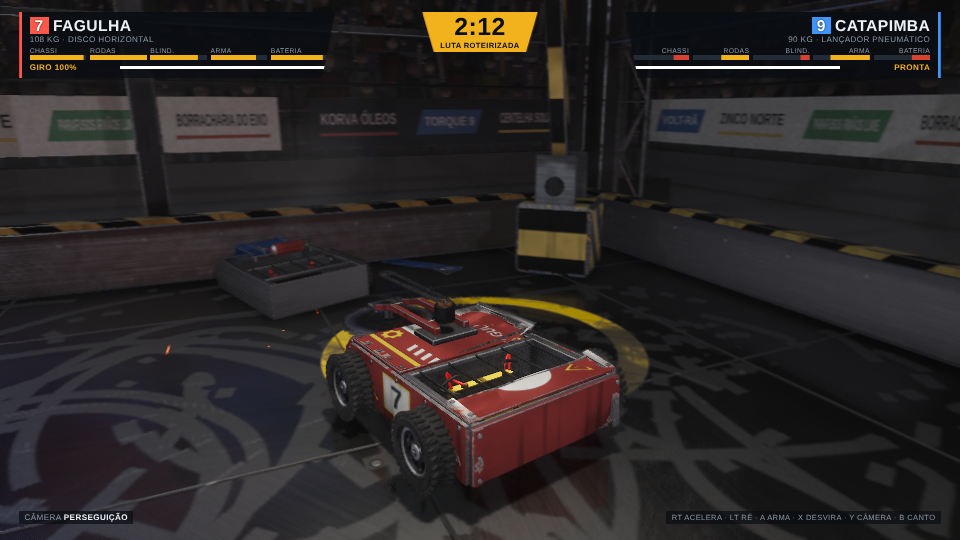 7 FAGULHA
108 KG · DISCO HORIZONTAL
CHASSI RODAS BLIND. ARMA BATERIA
GIRO 100%
2:12
LUTA ROTEIRIZADA
9 CATAPIMBA
90 KG · LANÇADOR PNEUMÁTICO
CHASSI RODAS BLIND. ARMA BATERIA
PRONTA
BORRACHARIA DO EIXO
KORVA ÓLEOS
TORQUE 9
CENTELHA
VOLT-RÁ
ZINCO NORTE
7
CÂMERA PERSEGUIÇÃO
RT ACELERA · LT RÉ · A ARMA · X DESVIRA · Y CÂMERA · B CANTO